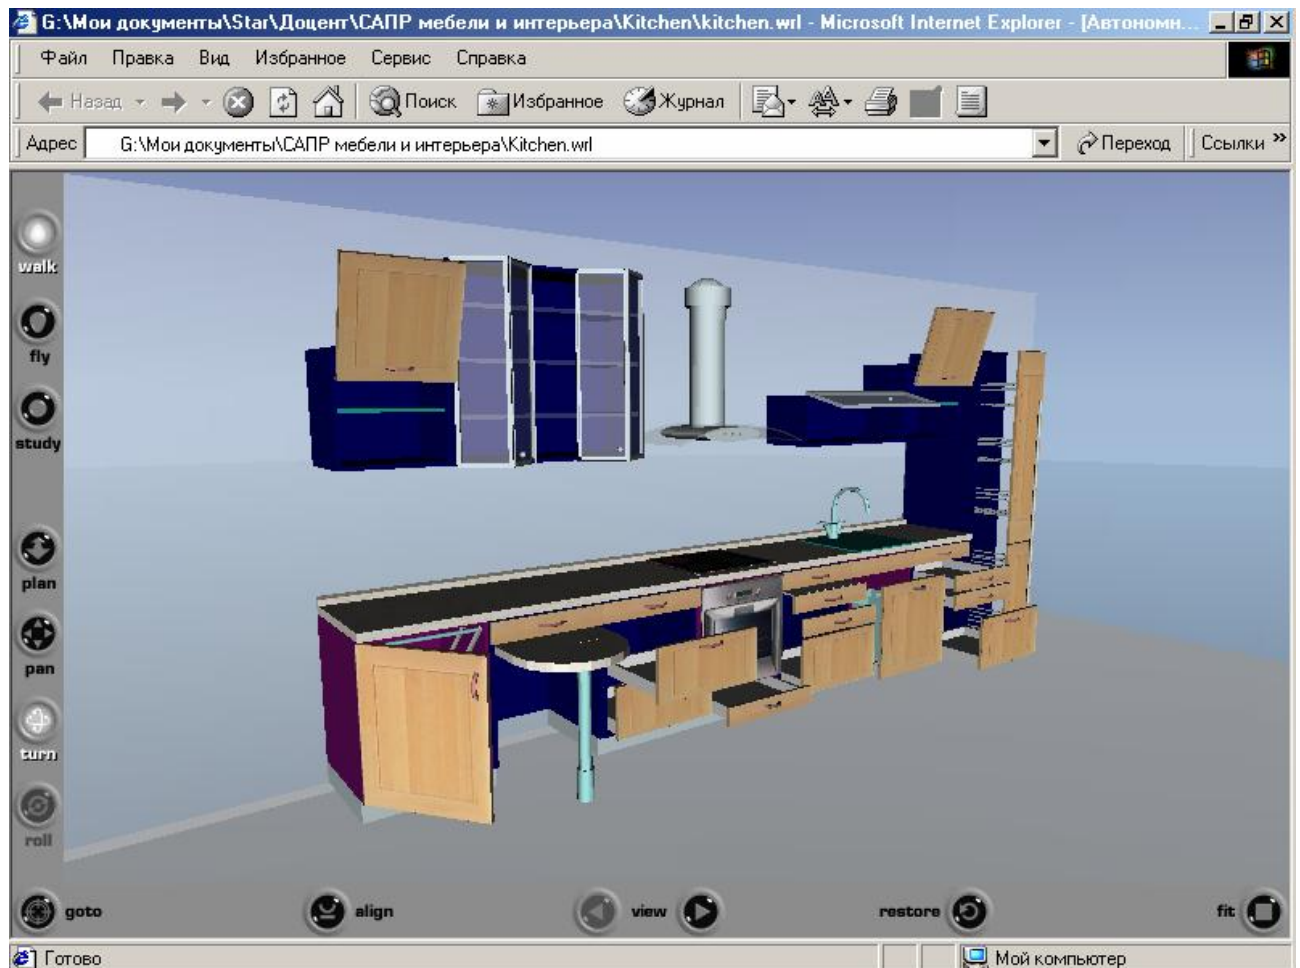 G:\Мои документы\Star\Доцент\САПР мебели и интерьера\Kitchen\kitchen.wrl - Microsoft Internet Explorer - [Автономн...
Файл Правка Вид Избранное Сервис Справка
Назад Поиск Избранное Журнал
Адрес G:\Мои документы\САПР мебели и интерьера\Kitchen.wrl Переход Ссылки »
walk
fly
study
plan
pan
turn
roll
goto align view restore fit
Готово Мой компьютер